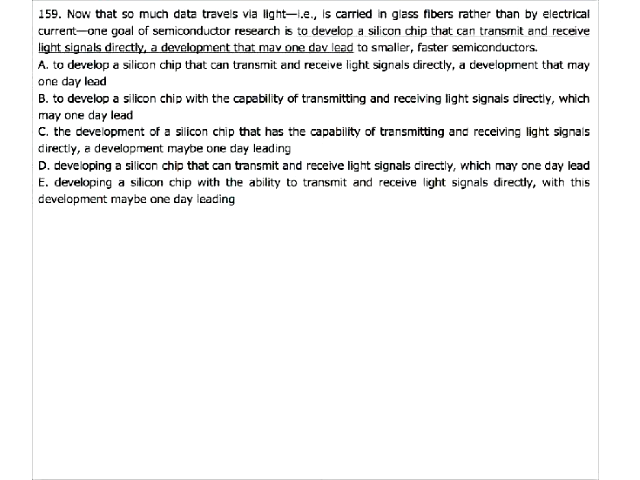 159. Now that so much data travels via light—i.e., is carried in glass fibers rather than by electrical
current—one goal of semiconductor research is to develop a silicon chip that can transmit and receive
light signals directly, a development that may one day lead to smaller, faster semiconductors.
A. to develop a silicon chip that can transmit and receive light signals directly, a development that may
one day lead
B. to develop a silicon chip with the capability of transmitting and receiving light signals directly, which
may one day lead
C. the development of a silicon chip that has the capability of transmitting and receiving light signals
directly, a development maybe one day leading
D. developing a silicon chip that can transmit and receive light signals directly, which may one day lead
E. developing a silicon chip with the ability to transmit and receive light signals directly, with this
development maybe one day leading